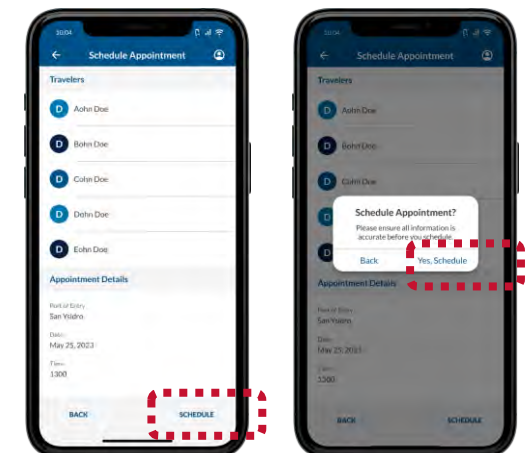 10:04
Schedule Appointment
Travelers
D Aohn Doe
D Bohn Doe
D Cohn Doe
D Dohn Doe
D Eohn Doe
Appointment Details
Port of Entry
San Ysidro
Date
May 25, 2023
Time
1300
BACK SCHEDULE
10:04
Schedule Appointment
Travelers
D Aohn Doe
D Bohn Doe
D Cohn Doe
D
D
Schedule Appointment?
Please ensure all information is
accurate before you schedule.
Back Yes, Schedule
Appointment Details
Port of Entry
San Ysidro
Date
May 25, 2023
Time
1300
BACK SCHEDULE